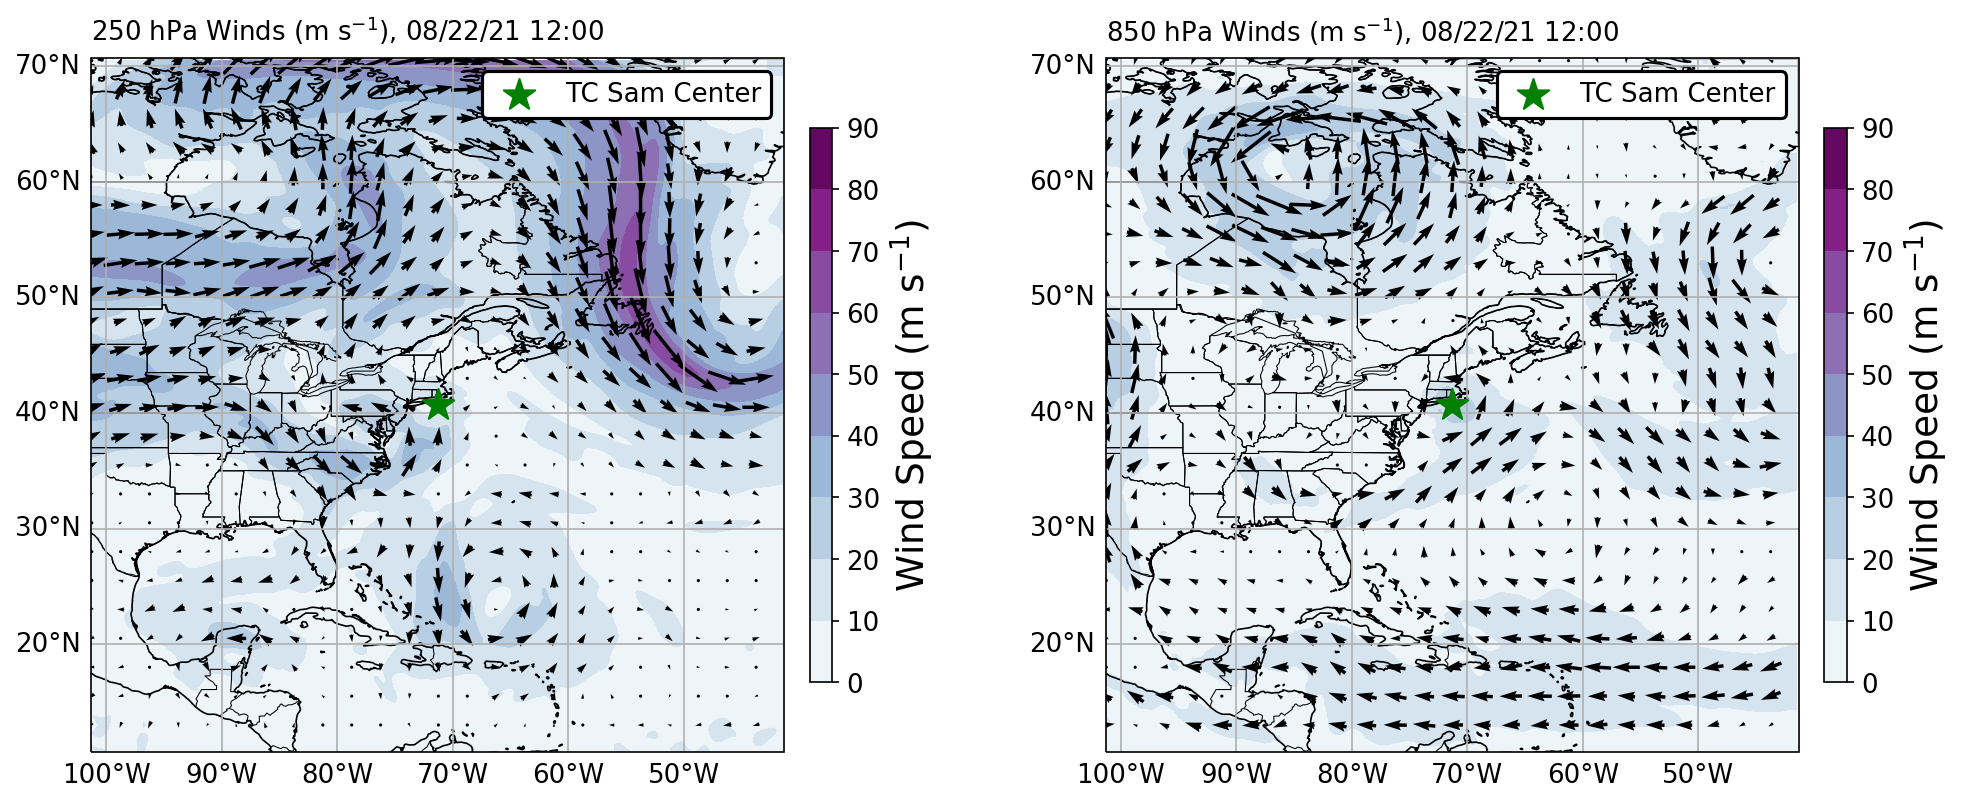 250 hPa Winds (m s⁻¹), 08/22/21 12:00
TC Sam Center
70°N
60°N
50°N
40°N
30°N
20°N
100°W 90°W 80°W 70°W 60°W 50°W
90
80
70
60
50
40
30
20
10
0
Wind Speed (m s⁻¹)
850 hPa Winds (m s⁻¹), 08/22/21 12:00
TC Sam Center
70°N
60°N
50°N
40°N
30°N
20°N
100°W 90°W 80°W 70°W 60°W 50°W
90
80
70
60
50
40
30
20
10
0
Wind Speed (m s⁻¹)